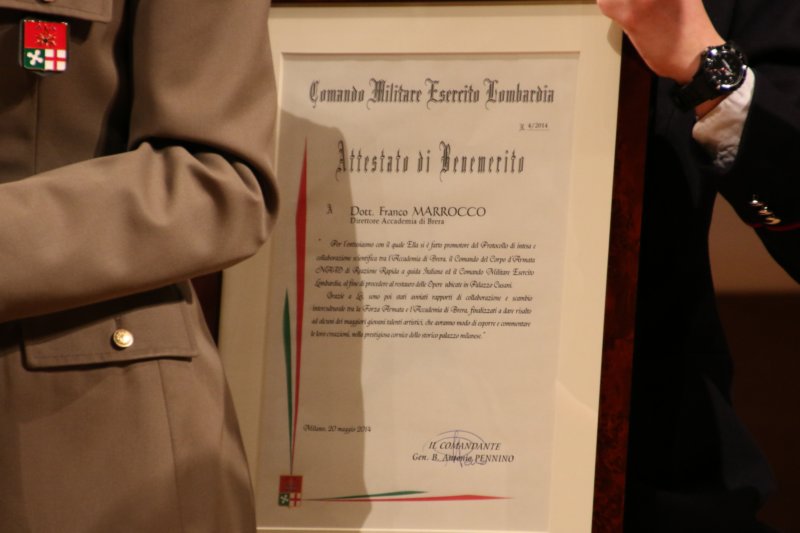 Comando Militare Esercito Lombardia
N 4/2014
Attestato di Benemerito
A Dott. Franco MARROCCO
Direttore Accademia di Brera
"Per l'entusiasmo con il quale Ella si è fatto promotore del Protocollo di intesa e
collaborazione scientifica tra l'Accademia di Brera, il Comando del Corpo d'Armata
NATO di Reazione Rapida a guida Italiana ed il Comando Militare Esercito
Lombardia, al fine di procedere al restauro delle Opere ubicate in Palazzo Cusani.
Grazie a Lei, sono poi stati avviati rapporti di collaborazione e scambio
interculturale tra la Forza Armata e l'Accademia di Brera, finalizzati a dare risalto
ad alcuni dei maggiori giovani talenti artistici, che avranno modo di esporre e commentare
le loro creazioni, nella prestigiosa cornice dello storico palazzo milanese."
Milano, 20 maggio 2014
IL COMANDANTE
Gen. B. Antonio PENNINO